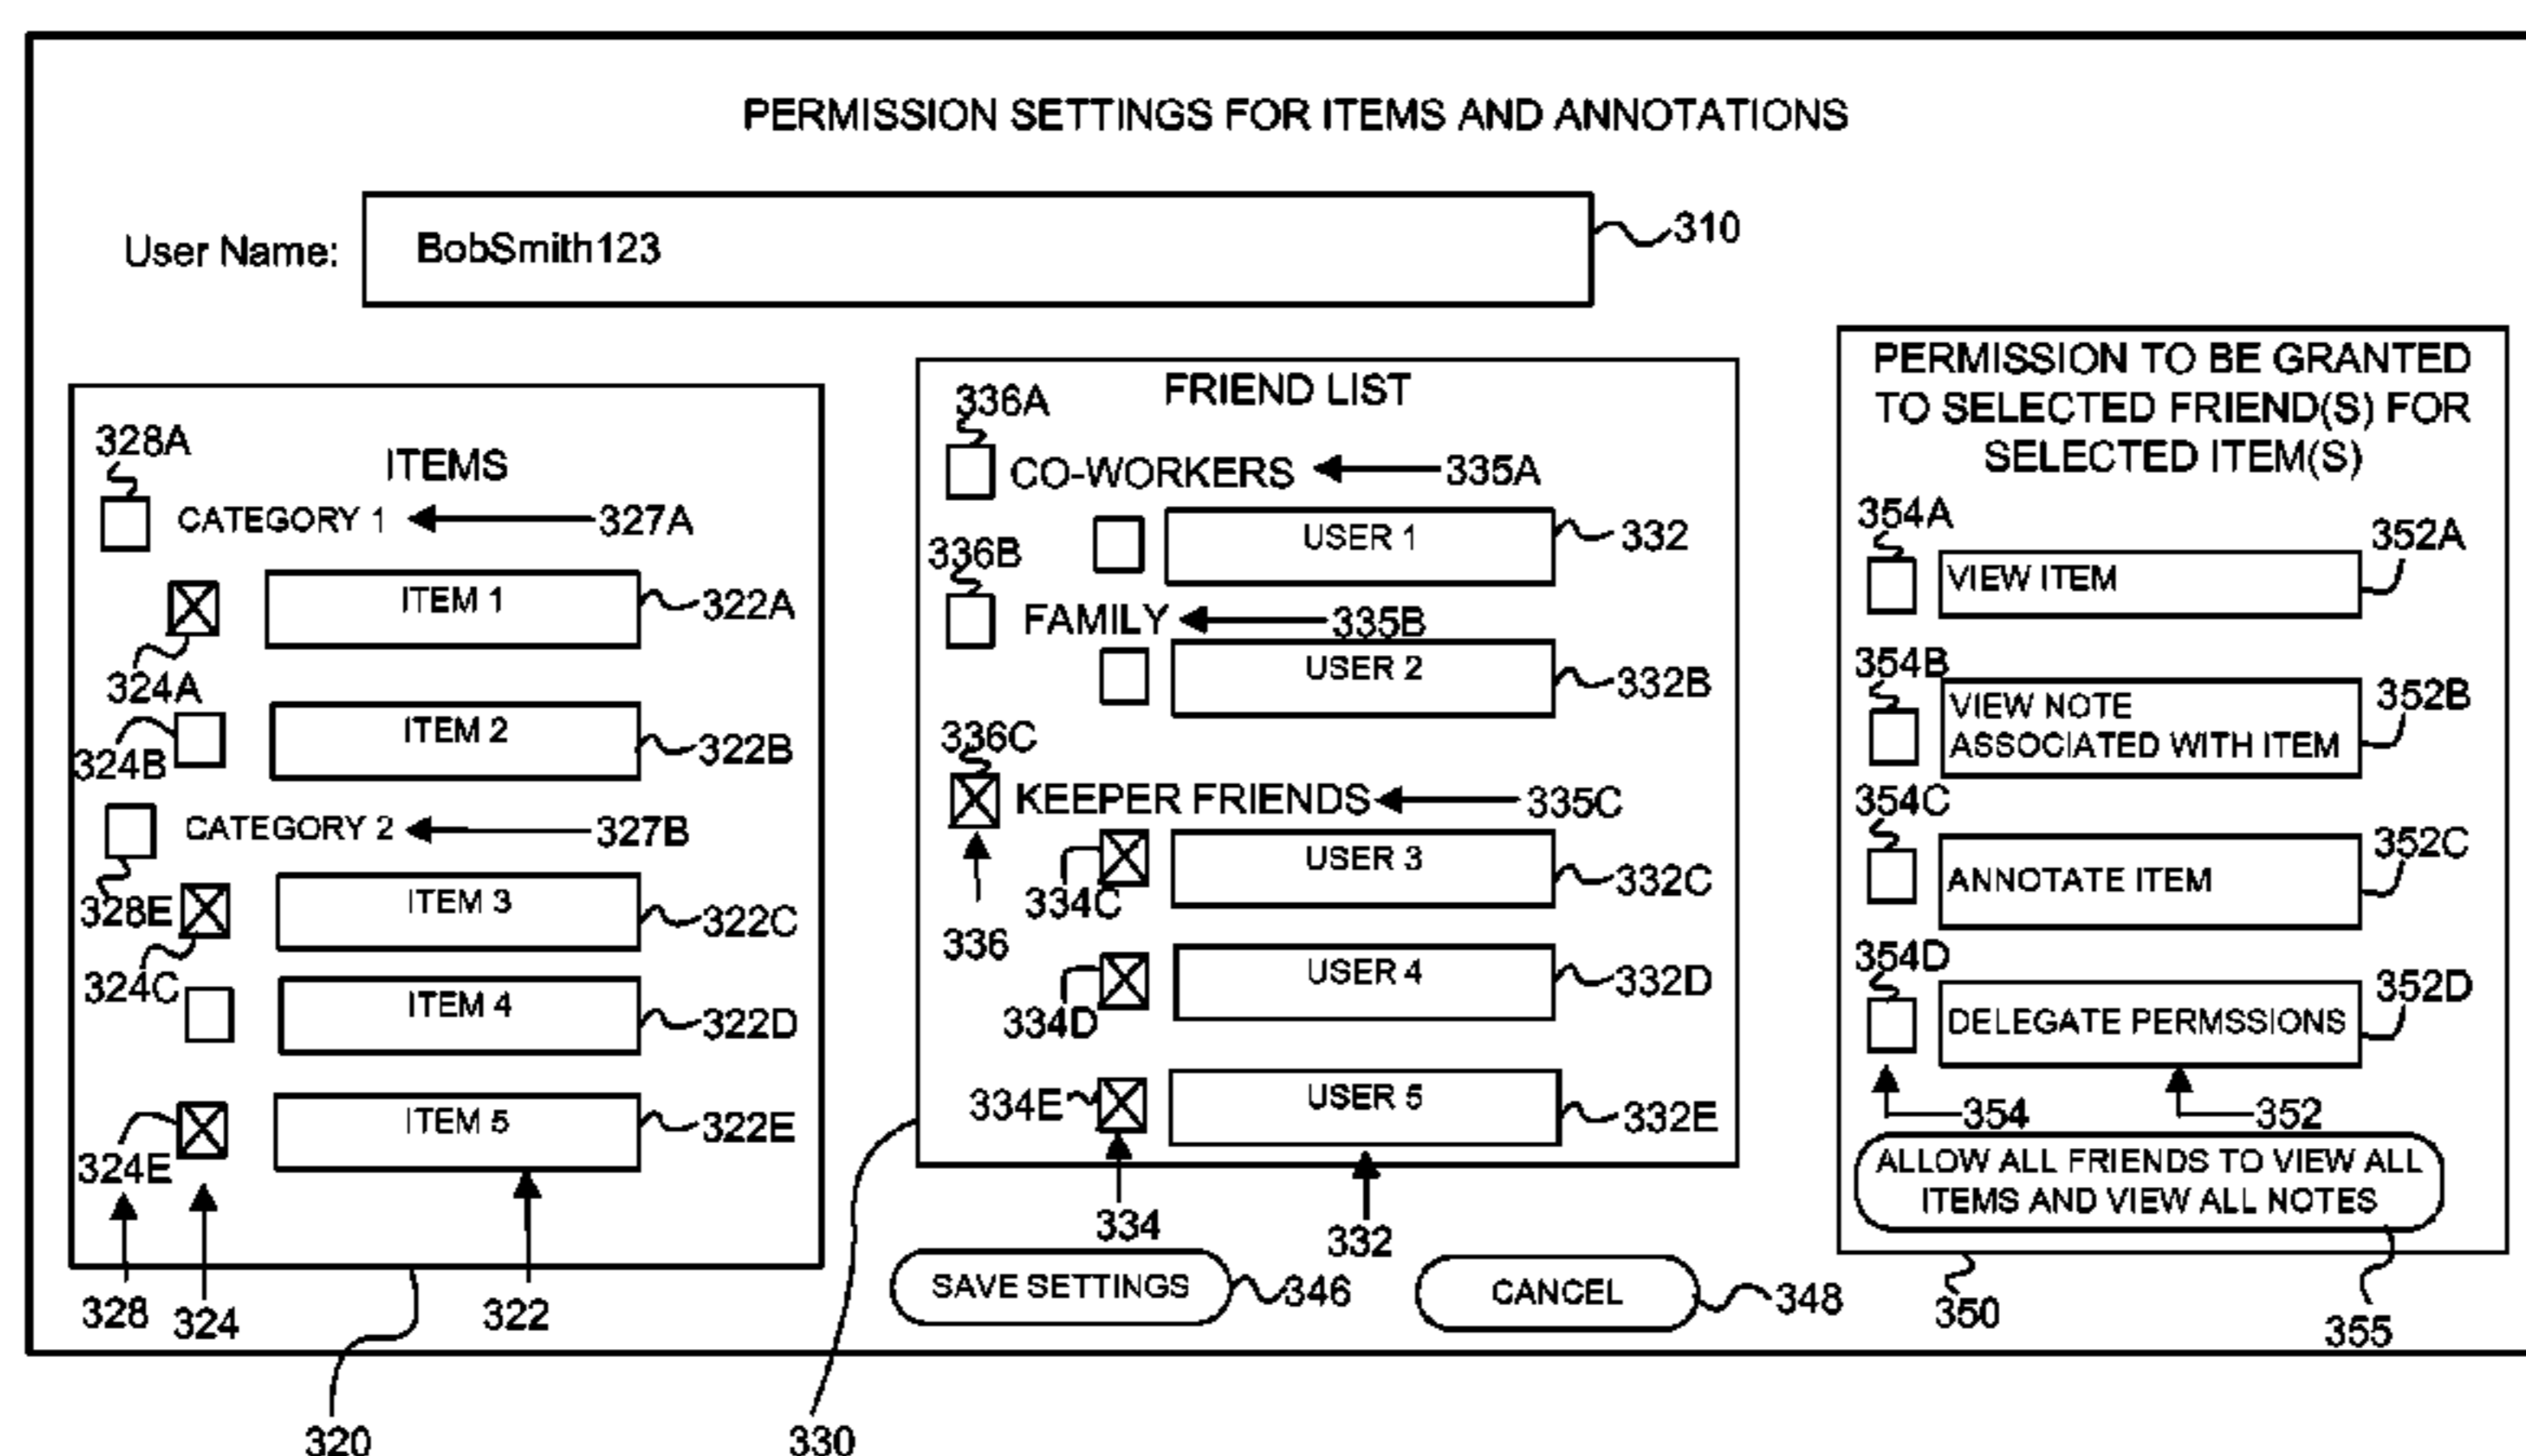 PERMISSION SETTINGS FOR ITEMS AND ANNOTATIONS
User Name: BobSmith123 310
328A
ITEMS
CATEGORY 1 327A
ITEM 1 322A
324A
ITEM 2 322B
324B
CATEGORY 2 327B
328E
ITEM 3 322C
324C
ITEM 4 322D
ITEM 5 322E
324E
328 324 322
320
FRIEND LIST
336A
CO-WORKERS 335A
USER 1 332
336B
FAMILY 335B
USER 2 332B
336C
KEEPER FRIENDS 335C
USER 3 332C
334C
336
USER 4 332D
334D
334E USER 5 332E
334 332
330
SAVE SETTINGS 346
CANCEL 348
PERMISSION TO BE GRANTED
TO SELECTED FRIEND(S) FOR
SELECTED ITEM(S)
354A 352A
VIEW ITEM
354B 352B
VIEW NOTE
ASSOCIATED WITH ITEM
354C 352C
ANNOTATE ITEM
354D 352D
DELEGATE PERMSSIONS
354 352
ALLOW ALL FRIENDS TO VIEW ALL
ITEMS AND VIEW ALL NOTES
350 355